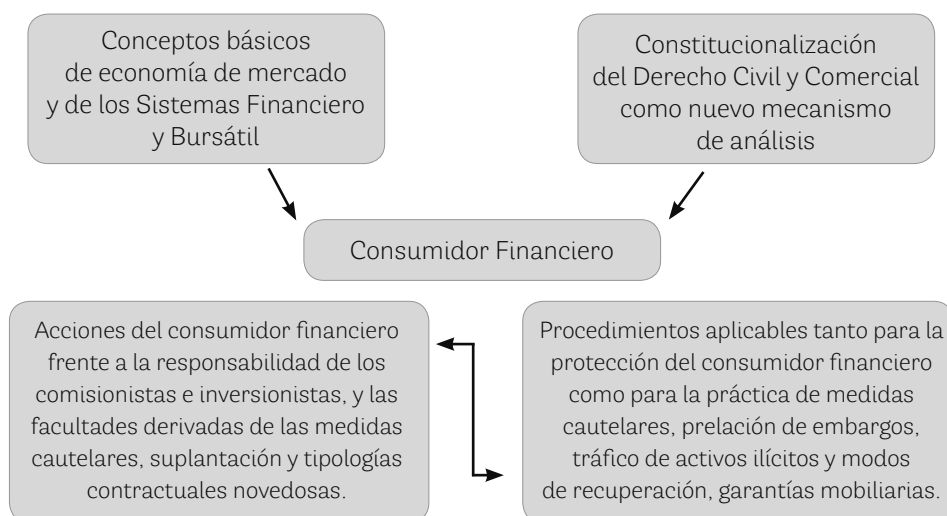 Conceptos básicos
de economía de mercado
y de los Sistemas Financiero
y Bursátil
Constitucionalización
del Derecho Civil y Comercial
como nuevo mecanismo
de análisis
Consumidor Financiero
Acciones del consumidor financiero
frente a la responsabilidad de los
comisionistas e inversionistas, y las
facultades derivadas de las medidas
cautelares, suplantación y tipologías
contractuales novedosas.
Procedimientos aplicables tanto para la
protección del consumidor financiero
como para la práctica de medidas
cautelares, prelación de embargos,
tráfico de activos ilícitos y modos
de recuperación, garantías mobiliarias.